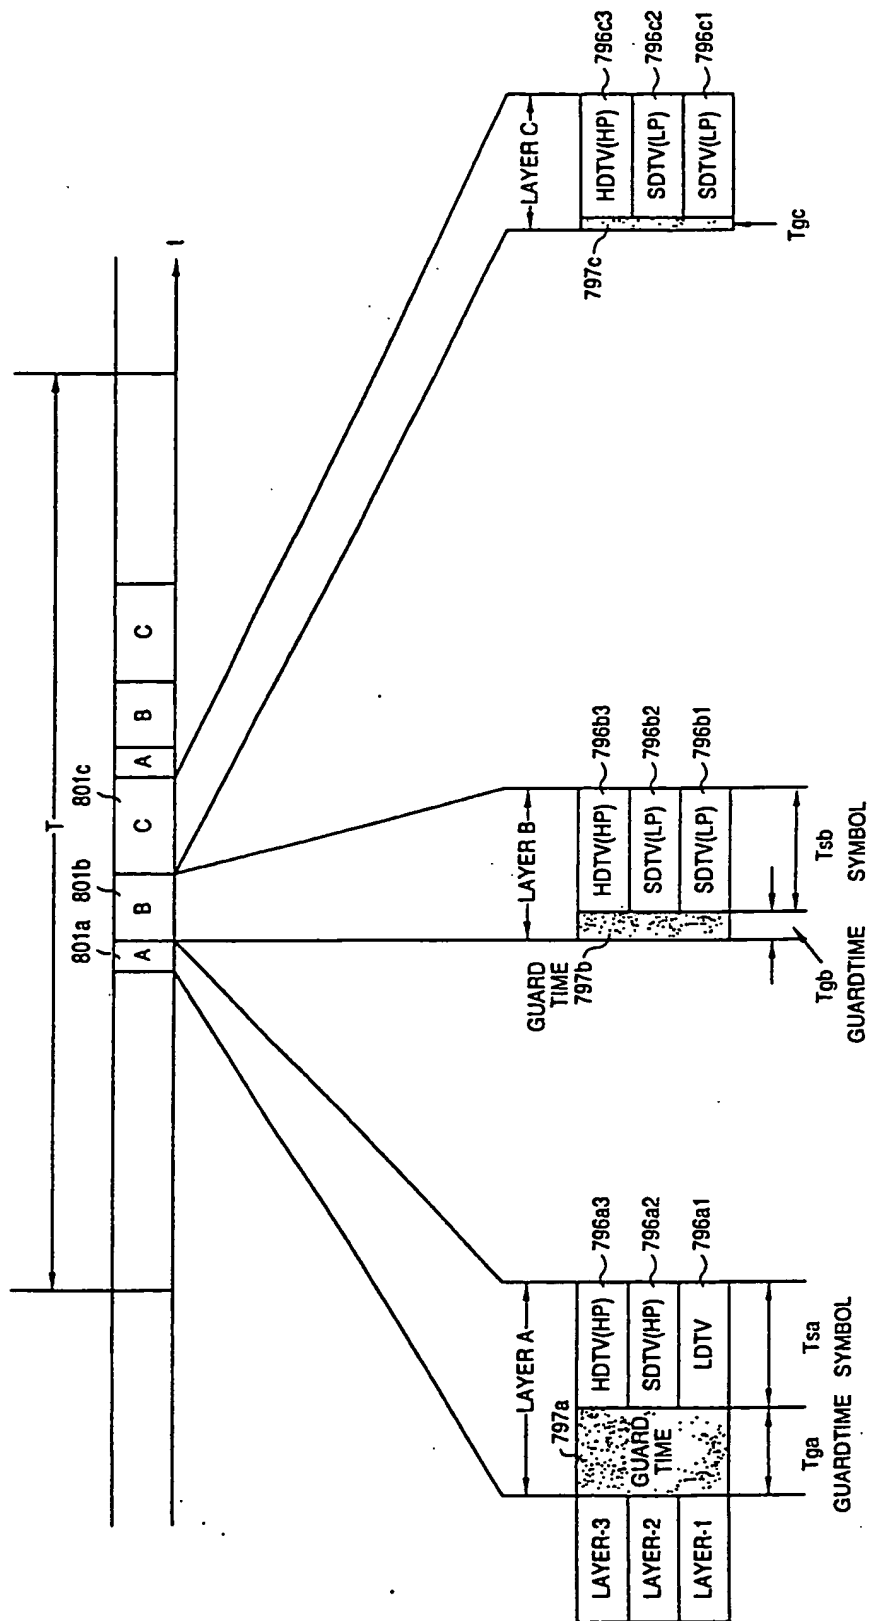 T
t
801a
801b
801c
A
B
C
A
B
C
LAYER A
LAYER B
LAYER C
797a
GUARD
TIME
LAYER-3
LAYER-2
LAYER-1
HDTV(HP)
SDTV(HP)
LDTV
796a3
796a2
796a1
Tga
GUARDTIME
Tsa
SYMBOL
GUARD
TIME
797b
HDTV(HP)
SDTV(LP)
SDTV(LP)
796b3
796b2
796b1
Tgb
GUARDTIME
Tsb
SYMBOL
797c
HDTV(HP)
SDTV(LP)
SDTV(LP)
796c3
796c2
796c1
Tgc